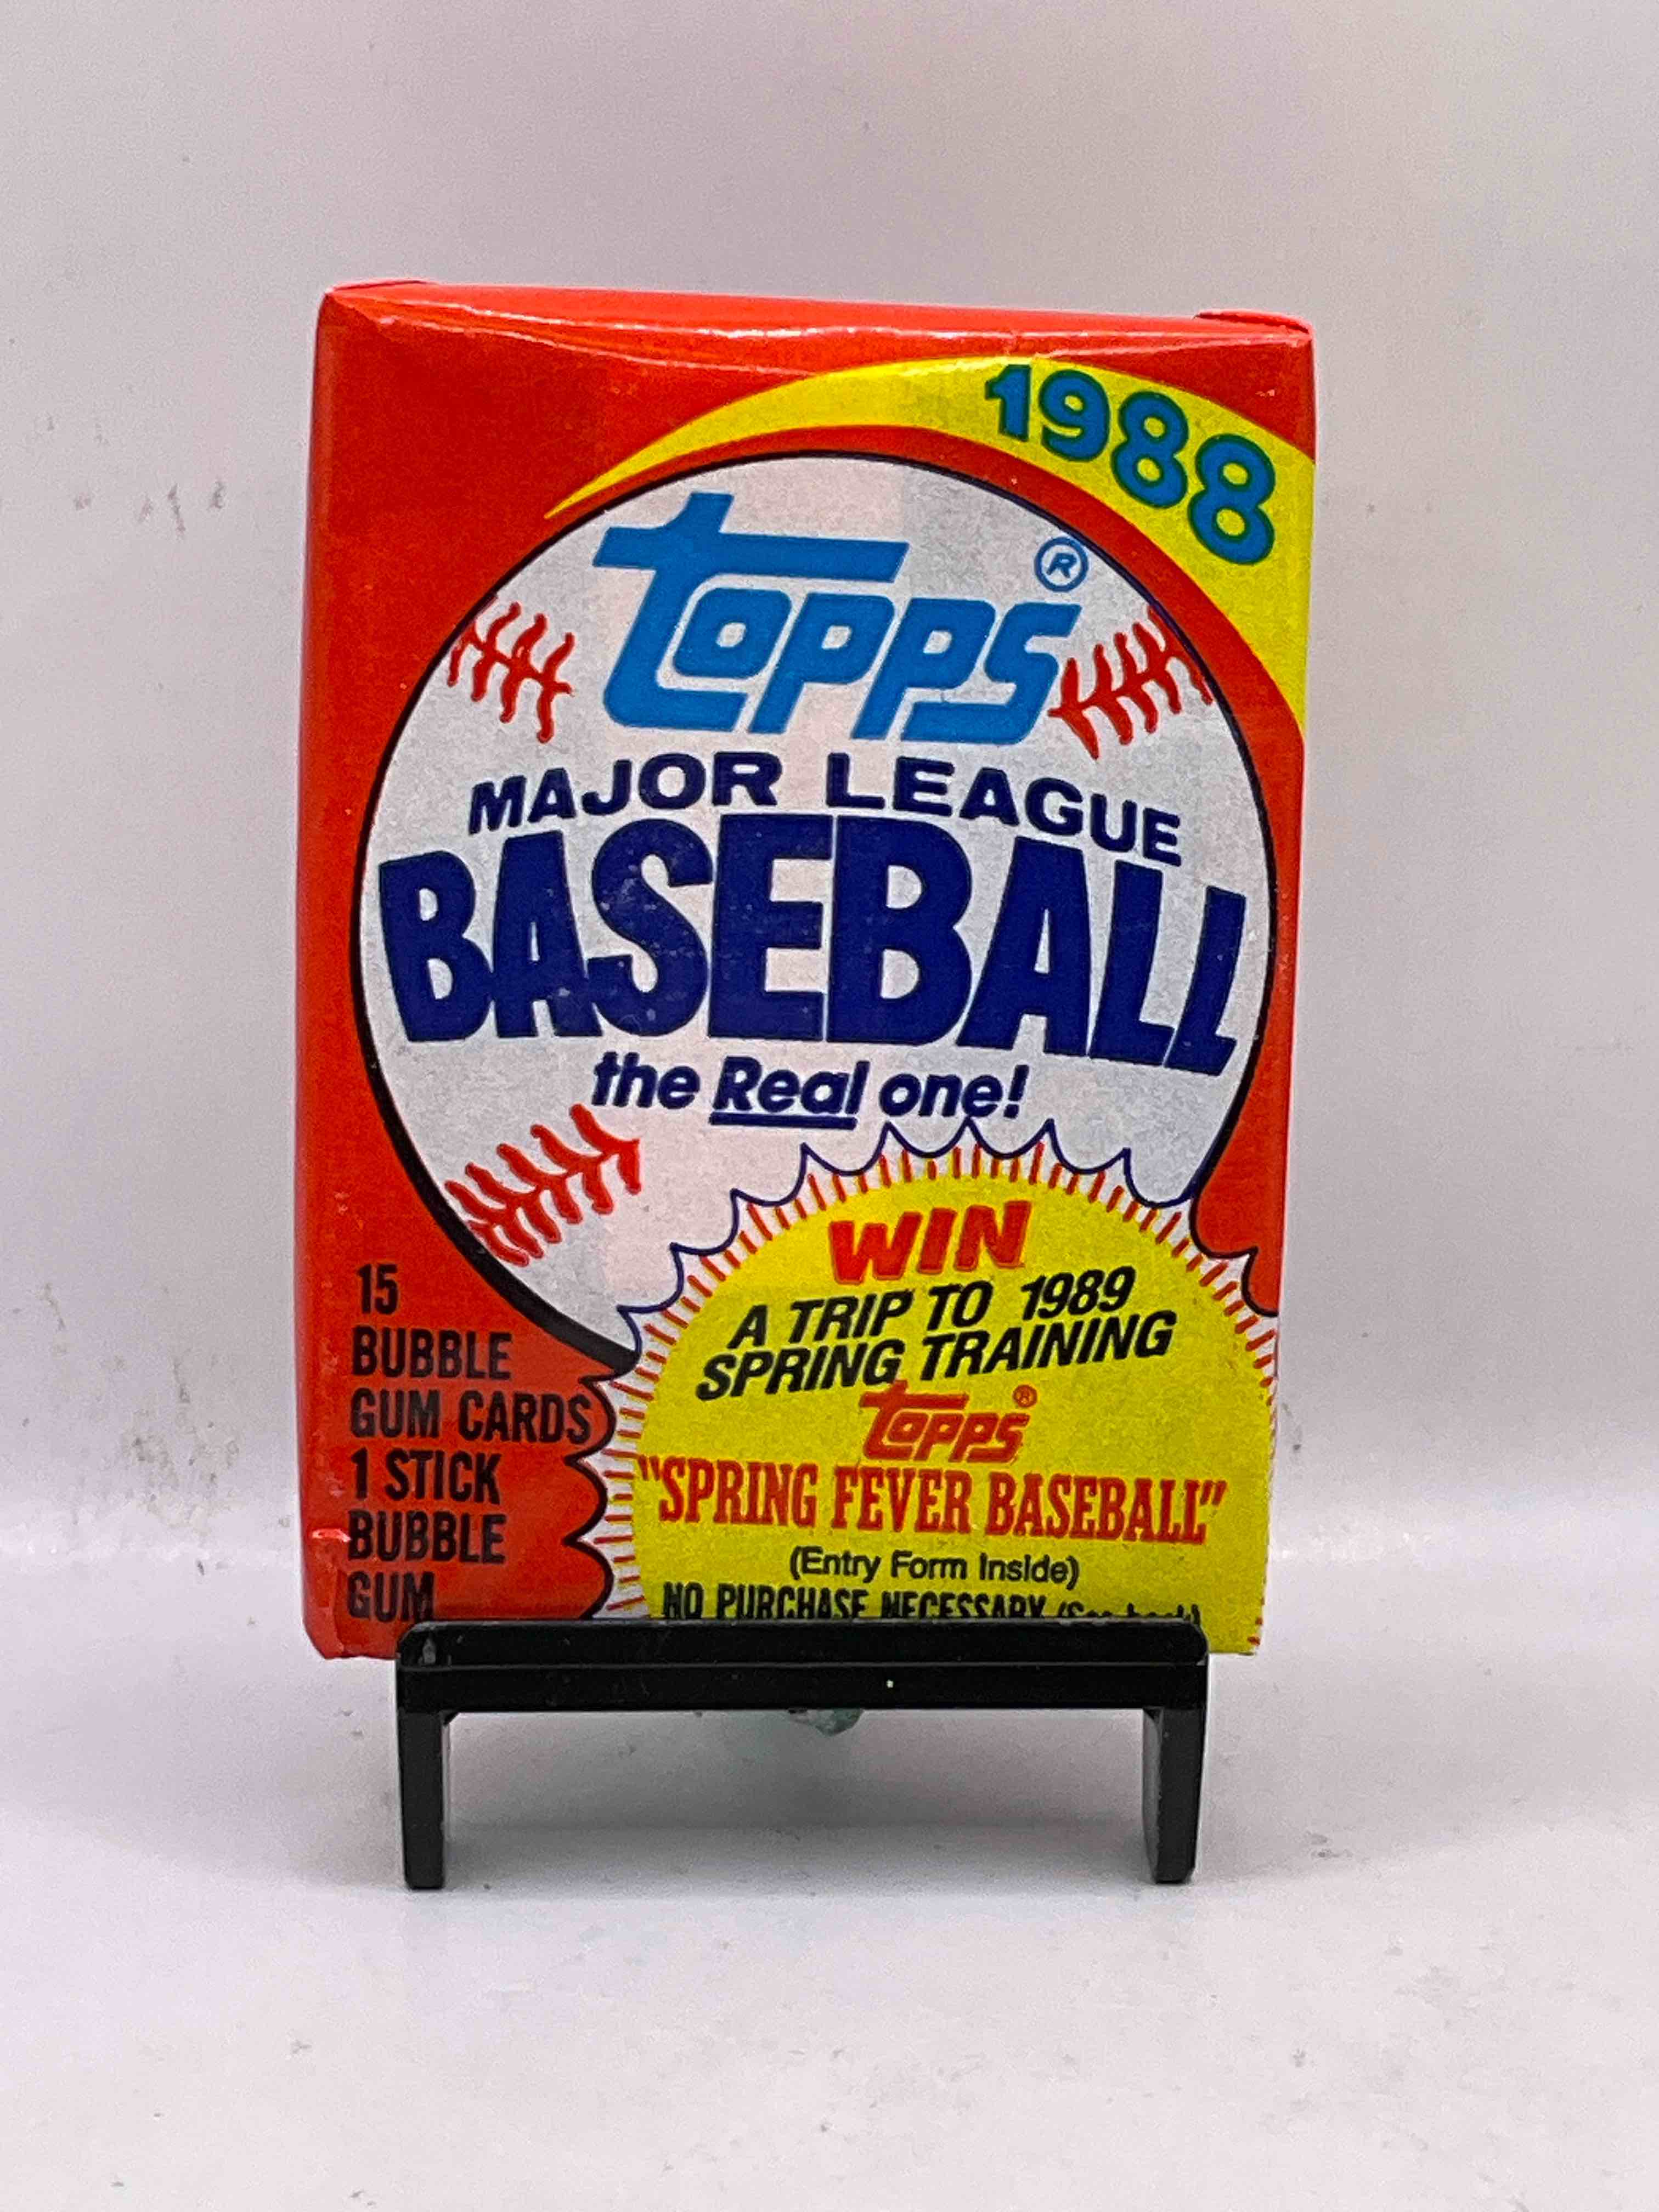 1988
topps®
MAJOR LEAGUE
BASEBALL
the Real one!
15
BUBBLE
GUM CARDS
1 STICK
BUBBLE
GUM
WIN
A TRIP TO 1989
SPRING TRAINING
topps®
"SPRING FEVER BASEBALL"
(Entry Form Inside)
NO PURCHASE NECESSARY